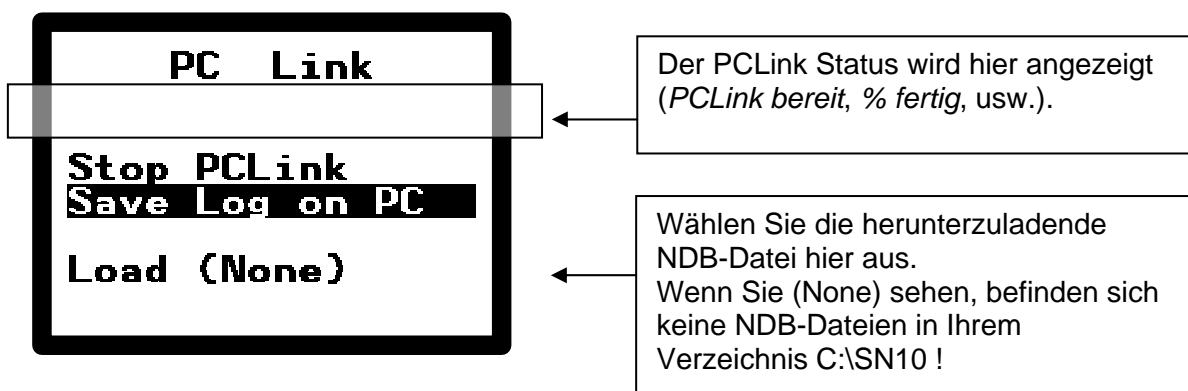 PC Link
Stop PCLink
Save Log on PC
Load (None)
Der PCLink Status wird hier angezeigt
(PCLink bereit, % fertig, usw.).
Wählen Sie die herunterzuladende
NDB-Datei hier aus.
Wenn Sie (None) sehen, befinden sich
keine NDB-Dateien in Ihrem
Verzeichnis C:\SN10 !